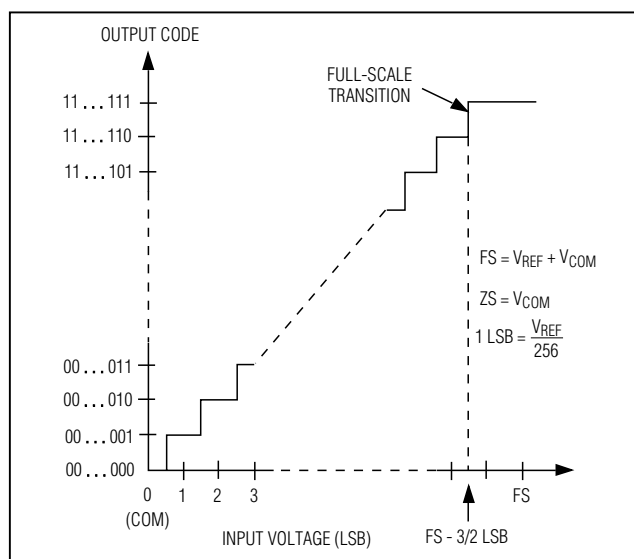 OUTPUT CODE
FULL-SCALE
TRANSITION
11...111
11...110
11...101
FS = VREF + VCOM
ZS = VCOM
1 LSB = VREF
256
00...011
00...010
00...001
00...000
0 1 2 3 FS
(COM)
INPUT VOLTAGE (LSB)
FS - 3/2 LSB